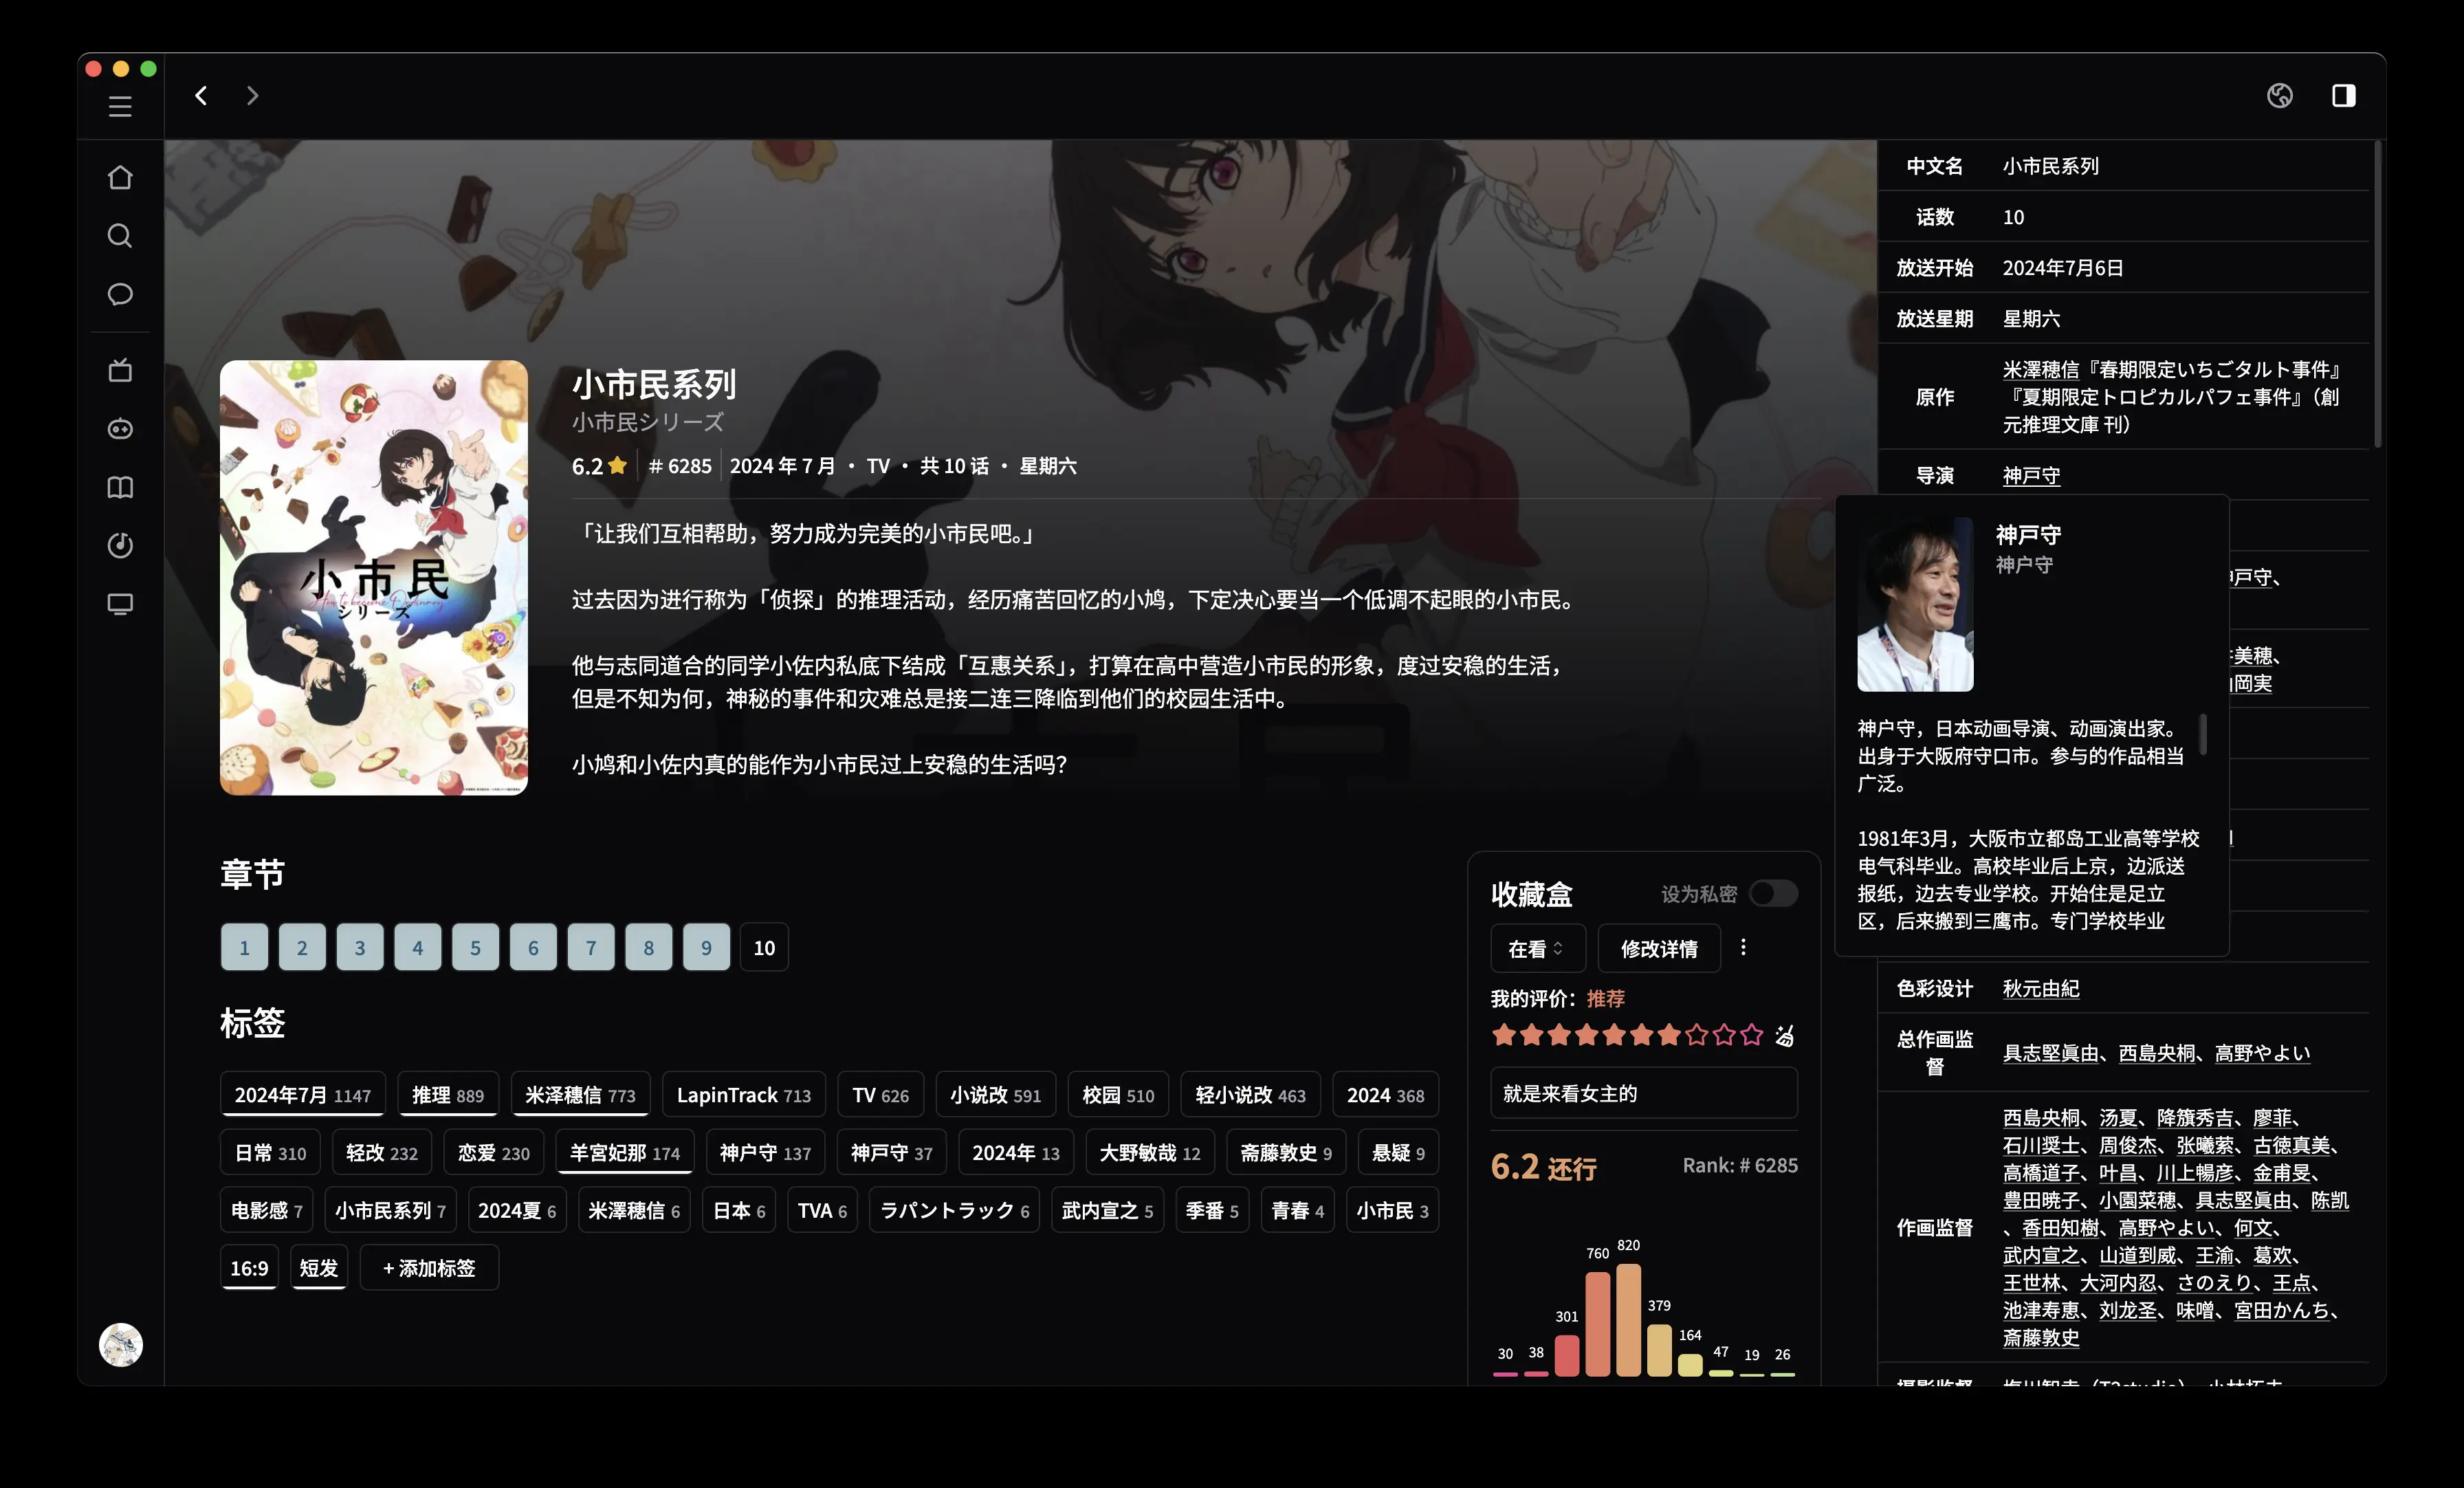 小市民系列
小市民シリーズ
6.2 # 6285 2024 年 7 月 · TV · 共 10 话 · 星期六
「让我们互相帮助，努力成为完美的小市民吧。」
过去因为进行称为「侦探」的推理活动，经历痛苦回忆的小鸠，下定决心要当一个低调不起眼的小市民。
他与志同道合的同学小佐内私底下结成「互惠关系」，打算在高中营造小市民的形象，度过安稳的生活，
但是不知为何，神秘的事件和灾难总是接二连三降临到他们的校园生活中。
小鸠和小佐内真的能作为小市民过上安稳的生活吗？
小市民
How to become Ordinary
シリーズ
章节
1 2 3 4 5 6 7 8 9 10
标签
2024年7月 1147 推理 889 米泽穗信 773 LapinTrack 713 TV 626 小说改 591 校园 510 轻小说改 463 2024 368
日常 310 轻改 232 恋爱 230 羊宮妃那 174 神户守 137 神戸守 37 2024年 13 大野敏哉 12 斋藤敦史 9 悬疑 9
电影感 7 小市民系列 7 2024夏 6 米澤穂信 6 日本 6 TVA 6 ラパントラック 6 武内宣之 5 季番 5 青春 4 小市民 3
16:9 短发 + 添加标签
收藏盒 设为私密
在看 修改详情
我的评价：推荐
就是来看女主的
6.2 还行 Rank: # 6285
30 38 301 760 820 379 164 47 19 26
中文名 小市民系列
话数 10
放送开始 2024年7月6日
放送星期 星期六
原作 米澤穂信『春期限定いちごタルト事件』
『夏期限定トロピカルパフェ事件』（創
元推理文庫 刊）
导演 神戸守
神戸守
神户守
神户守，日本动画导演、动画演出家。
出身于大阪府守口市。参与的作品相当
广泛。
1981年3月，大阪市立都岛工业高等学校
电气科毕业。高校毕业后上京，边派送
报纸，边去专业学校。开始住是足立
区，后来搬到三鹰市。专门学校毕业
戸守、
美穂、
岡実
色彩设计 秋元由紀
总作画监
督
具志堅眞由、西島央桐、高野やよい
作画监督
西島央桐、汤夏、降籏秀吉、廖菲、
石川奨士、周俊杰、张曦萦、古徳真美、
高橋道子、叶昌、川上暢彦、金甫旻、
豊田暁子、小園菜穂、具志堅眞由、陈凯
、香田知樹、高野やよい、何文、
武内宣之、山道到威、王渝、葛欢、
王世林、大河内忍、さのえり、王点、
池津寿恵、刘龙圣、味噌、宮田かんち、
斎藤敦史